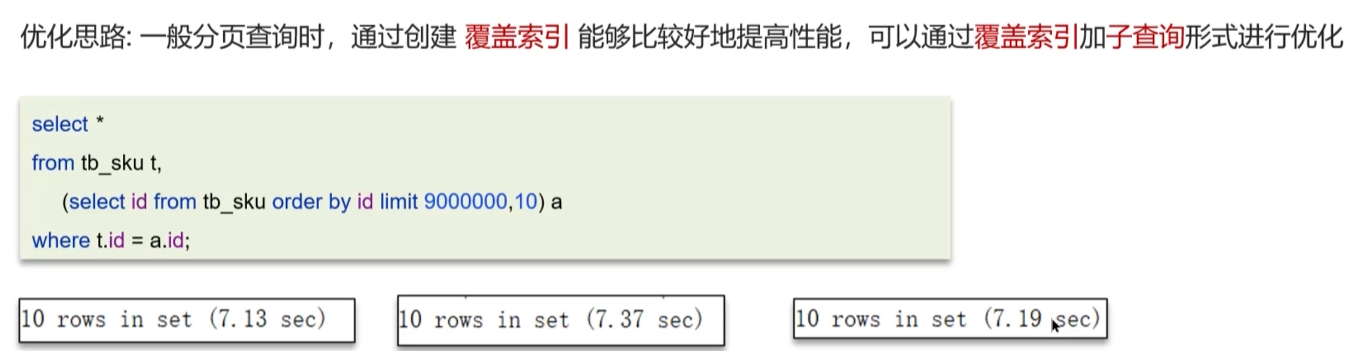 优化思路: 一般分页查询时，通过创建 覆盖索引 能够比较好地提高性能，可以通过覆盖索引加子查询形式进行优化
select *
from tb_sku t,
(select id from tb_sku order by id limit 9000000,10) a
where t.id = a.id;
10 rows in set (7.13 sec)
10 rows in set (7.37 sec)
10 rows in set (7.19 sec)